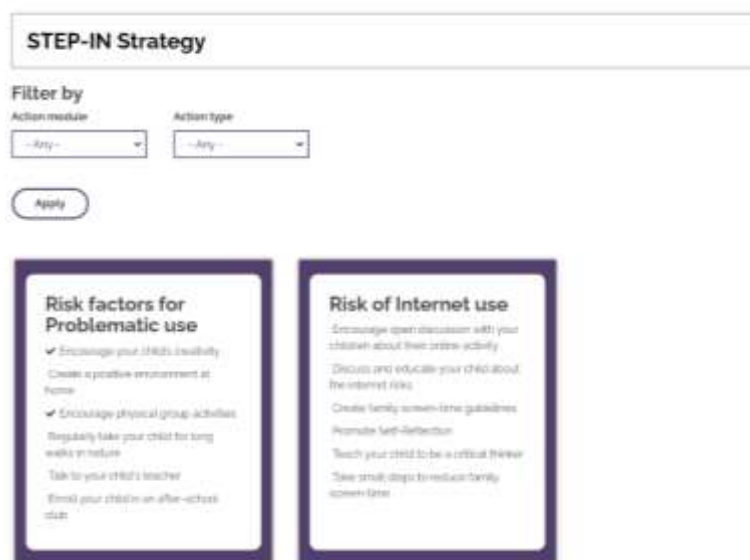 STEP-IN Strategy
Filter by
Action module
Action type
- Any -
- Any -
Apply
Risk factors for
Problematic use
✔ Encourage your child's creativity
Create a positive environment at
home
✔ Encourage physical group activities
Regularly take your child for long
walks in nature
Talk to your child's teacher
Enroll your child in an after-school
club
Risk of Internet use
Encourage open discussion with your
children about their online activity
Discuss and educate your child about
the internet risks
Create family screen-time guidelines
Promote Self-Reflection
Teach your child to be a critical thinker
Take small steps to reduce family
screen-time